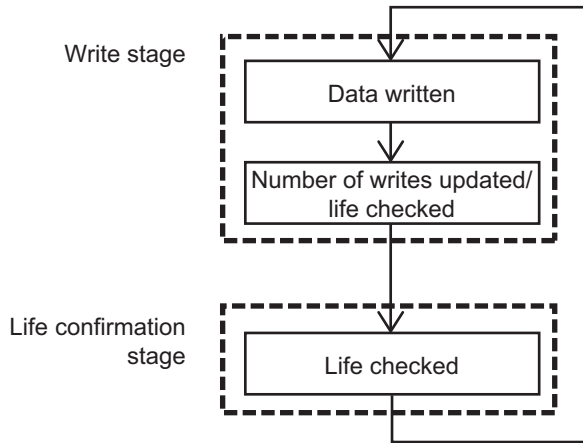 Write stage
Data written
Number of writes updated/
life checked
Life confirmation
stage
Life checked